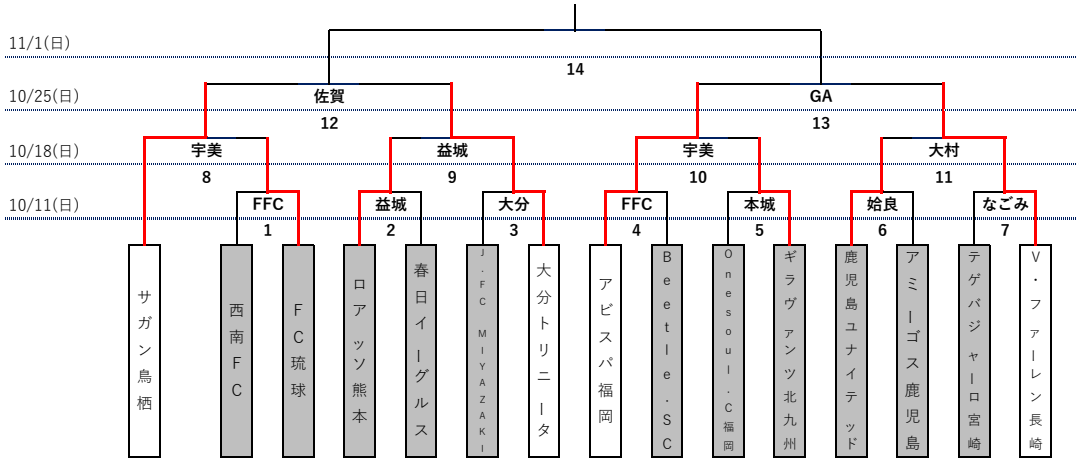 11/1(日)
14
10/25(日)
佐賀
GA
12
13
10/18(日)
宇美
益城
宇美
大村
8
9
10
11
10/11(日)
FFC
益城
大分
FFC
本城
姶良
なごみ
1
2
3
4
5
6
7
サガン鳥栖
西南FC
FC琉球
ロアッソ熊本
春日イーグルス
J.FC MIYAZAKI
大分トリニータ
アビスパ福岡
Beetle.SC
Onesoul.C福岡
ギラヴァンツ北九州
鹿児島ユナイテッド
アミーゴス鹿児島
テゲバジャーロ宮崎
V・ファーレン長崎